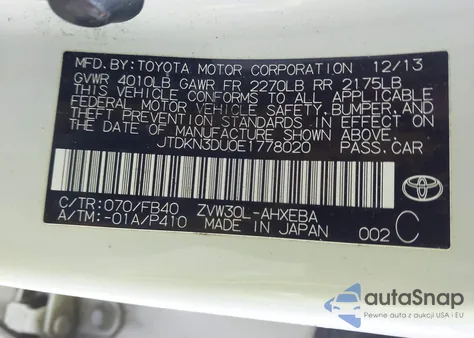 MFD.BY: TOYOTA MOTOR CORPORATION 12/13
GVWR 4010LB GAWR FR 2270LB RR 2175LB
THIS VEHICLE CONFORMS TO ALL APPLICABLE
FEDERAL MOTOR VEHICLE SAFETY, BUMPER, AND
THEFT PREVENTION STANDARDS IN EFFECT ON
THE DATE OF MANUFACTURE SHOWN ABOVE.
JTDKN3DU0E1778020 PASS.CAR
C/TR:070/FB40 ZVW30L-AHXEBA
A/TM:-01A/P410 MADE IN JAPAN 002 C
TOYOTA
autoSnap
Pewne auta z aukcji USA i EU